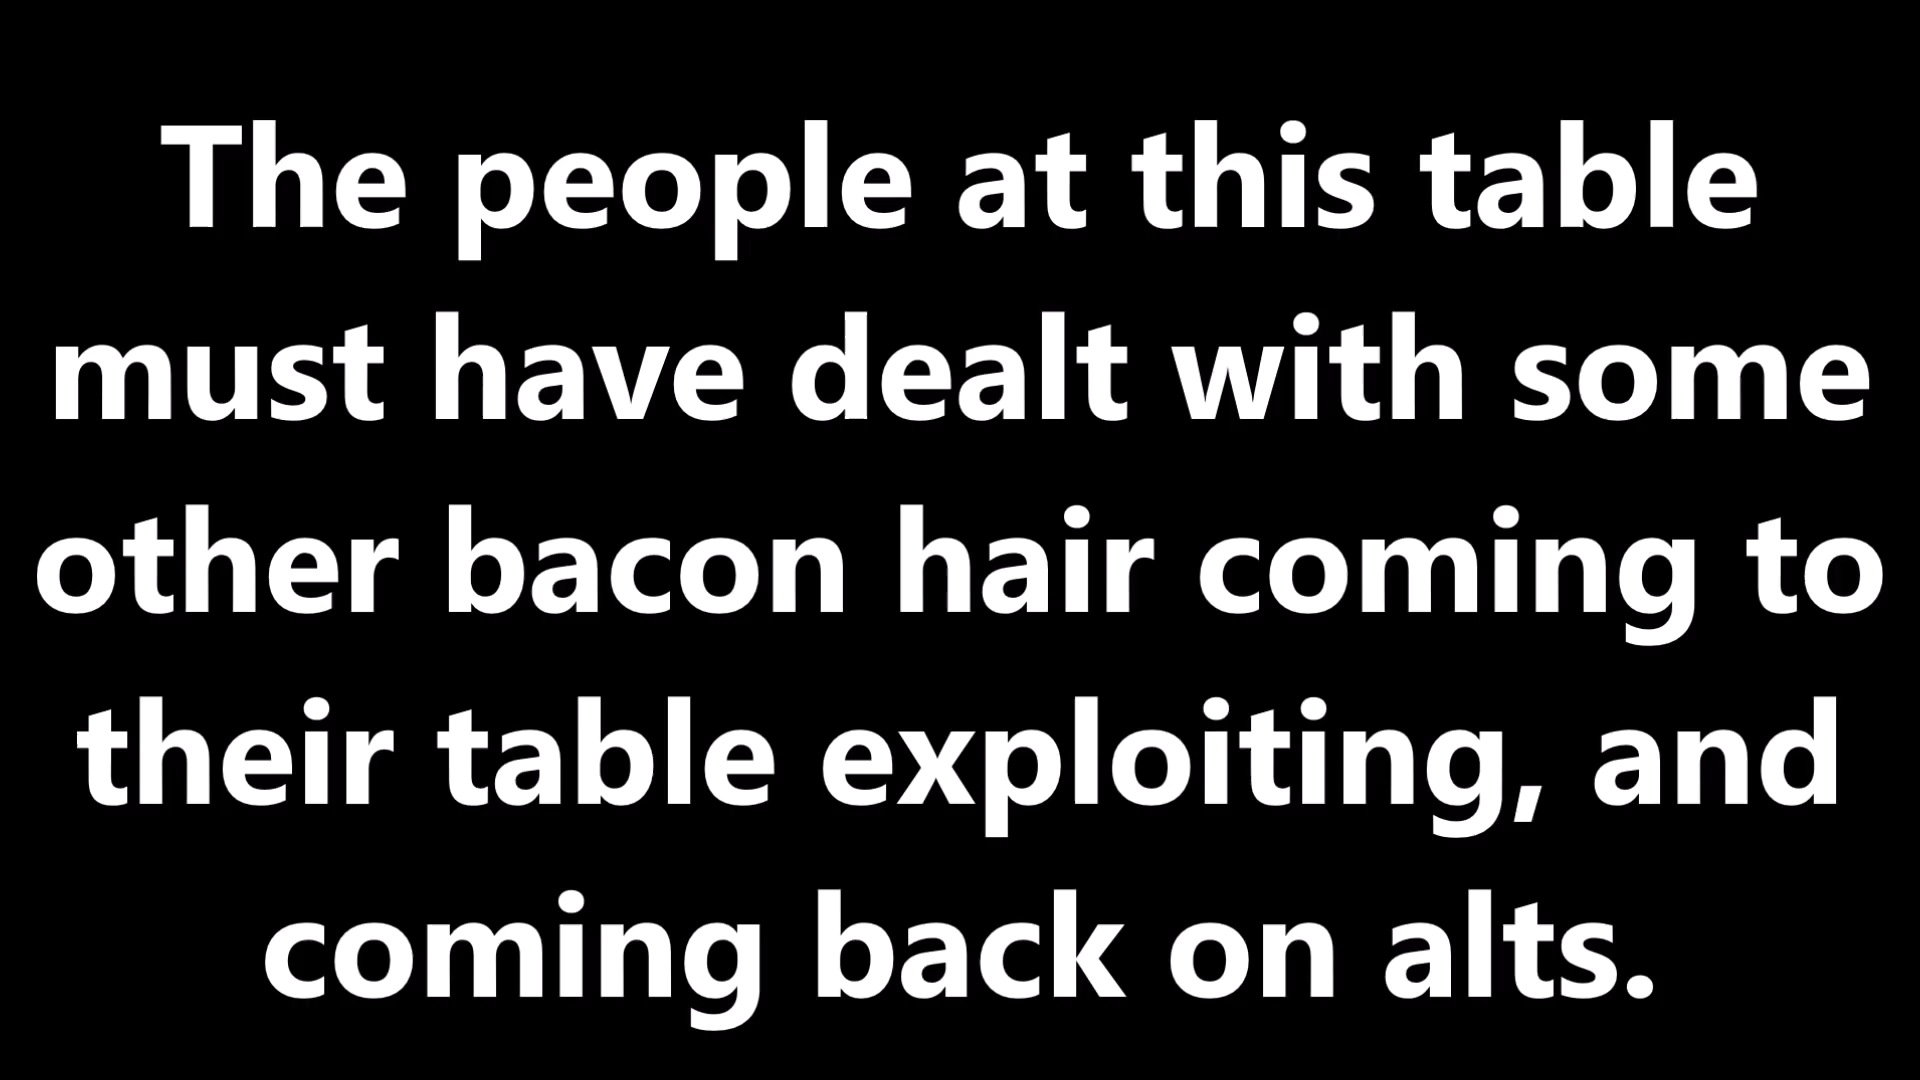 The people at this table
must have dealt with some
other bacon hair coming to
their table exploiting, and
coming back on alts.